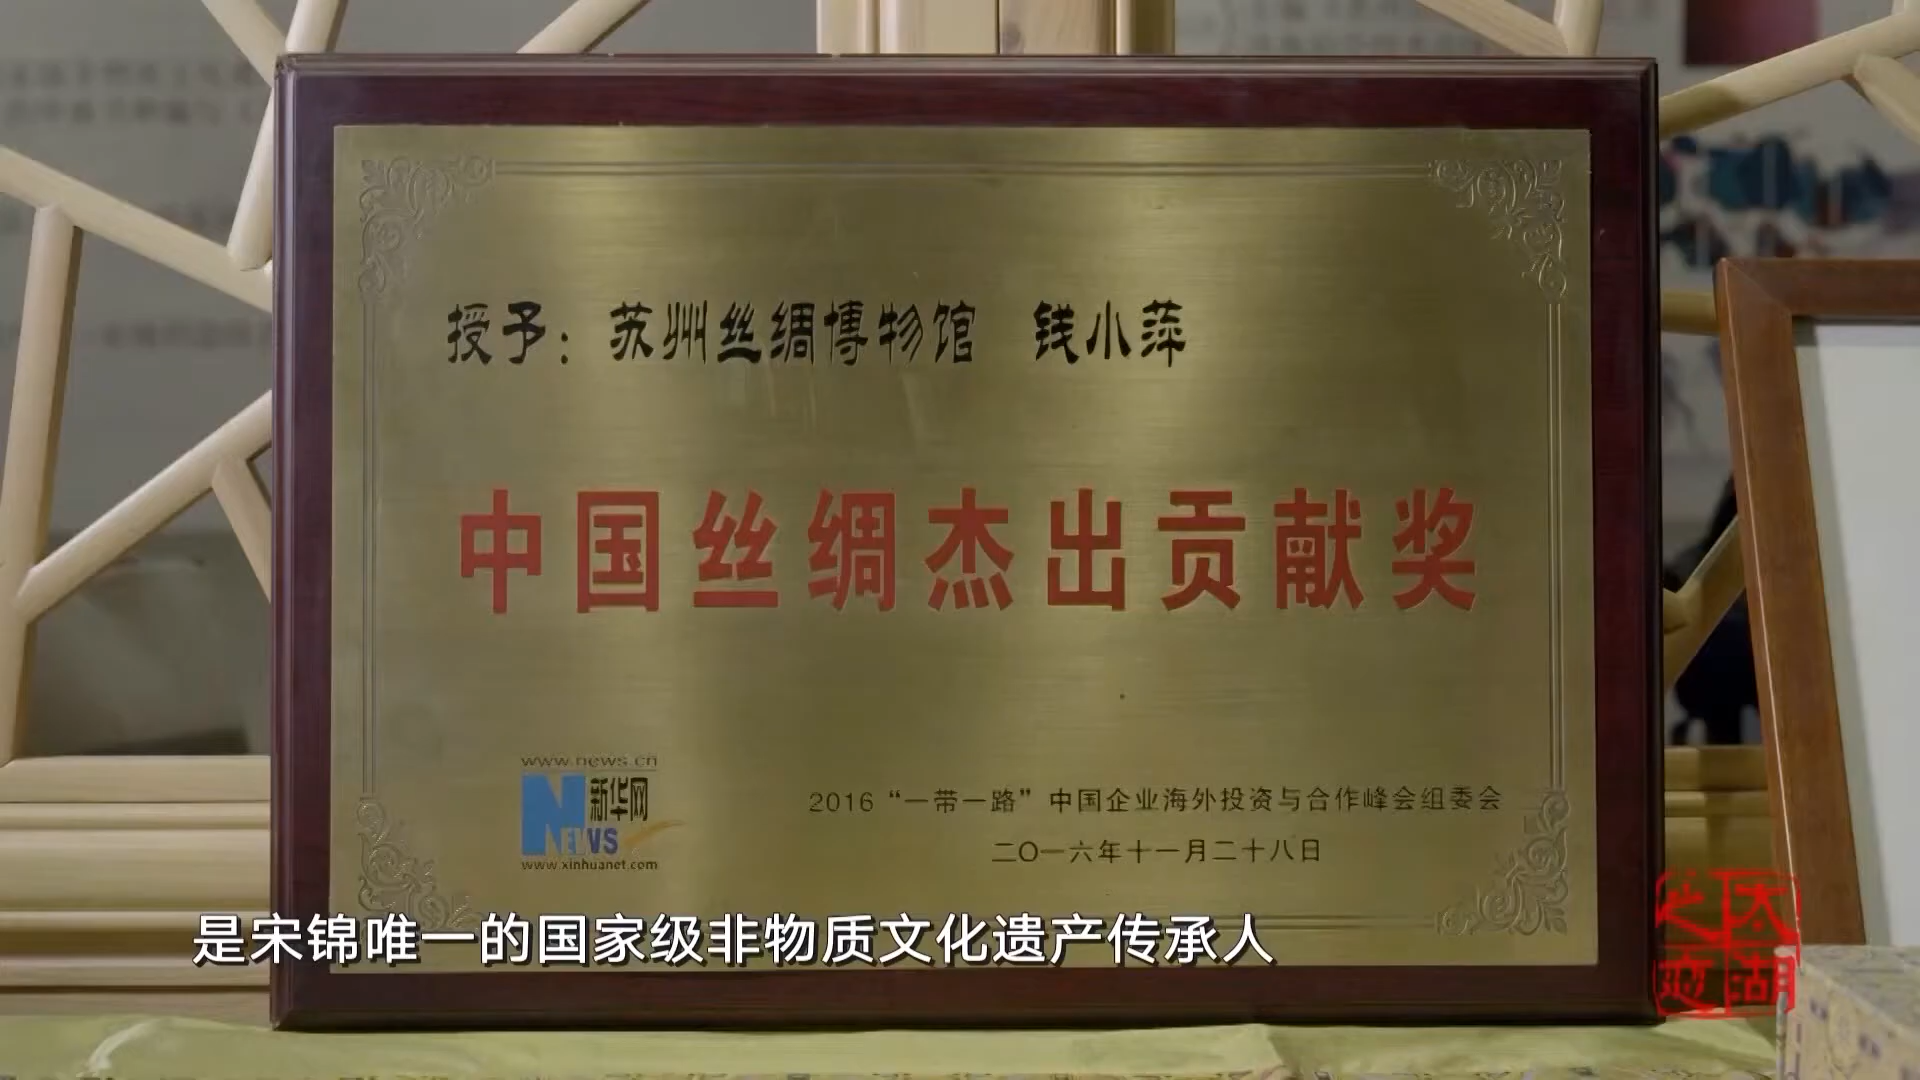 授予：苏州丝绸博物馆 钱小萍
中国丝绸杰出贡献奖
www.news.cn
新华网
NEWS
www.xinhuanet.com
2016“一带一路”中国企业海外投资与合作峰会组委会
二〇一六年十一月二十八日
是宋锦唯一的国家级非物质文化遗产传承人
太湖之恋